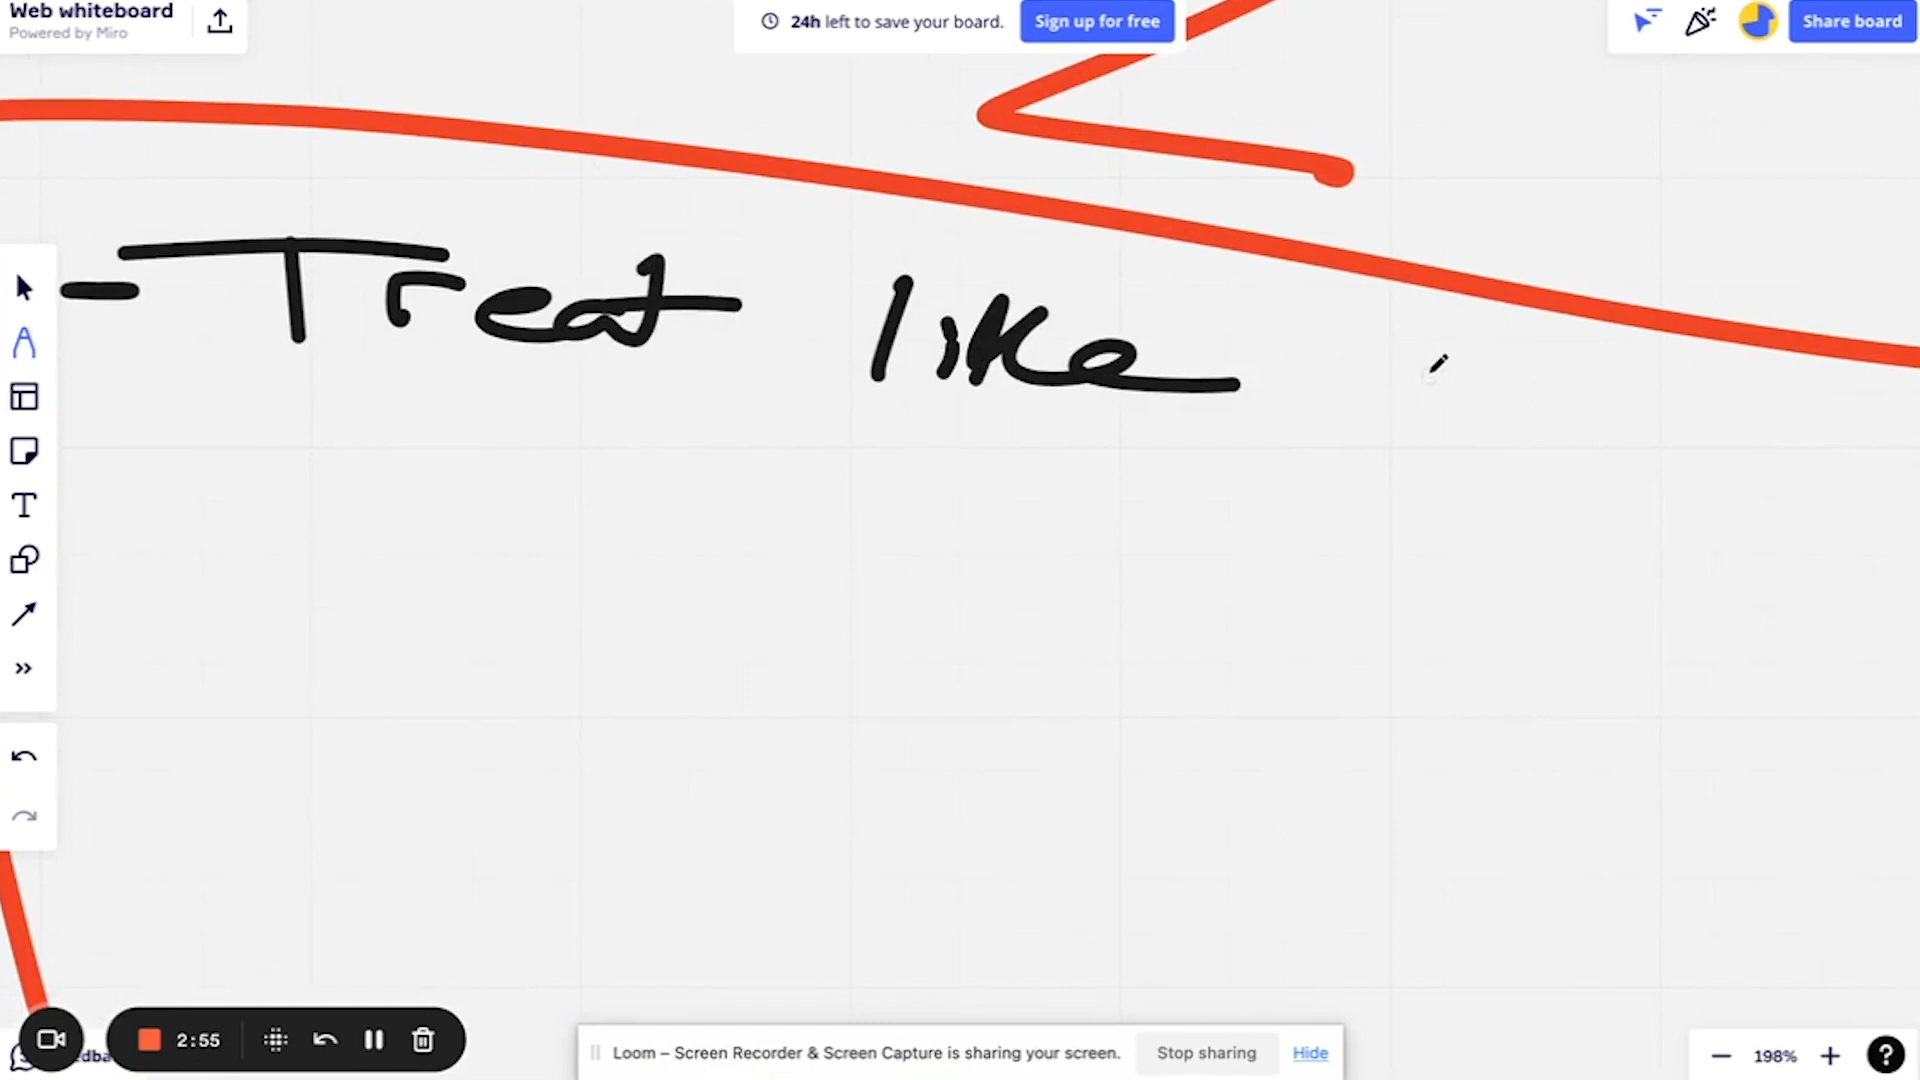 Web whiteboard
Powered by Miro
24h left to save your board.
Sign up for free
Share board
-Treat like
2:55
Loom – Screen Recorder & Screen Capture is sharing your screen.
Stop sharing
Hide
198%